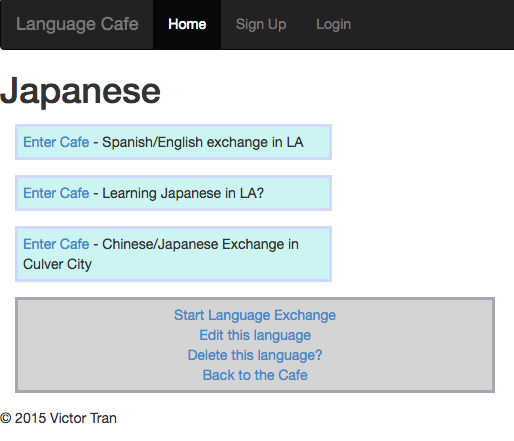 Language Cafe Home Sign Up Login
Japanese
Enter Cafe - Spanish/English exchange in LA
Enter Cafe - Learning Japanese in LA?
Enter Cafe - Chinese/Japanese Exchange in
Culver City
Start Language Exchange
Edit this language
Delete this language?
Back to the Cafe
© 2015 Victor Tran